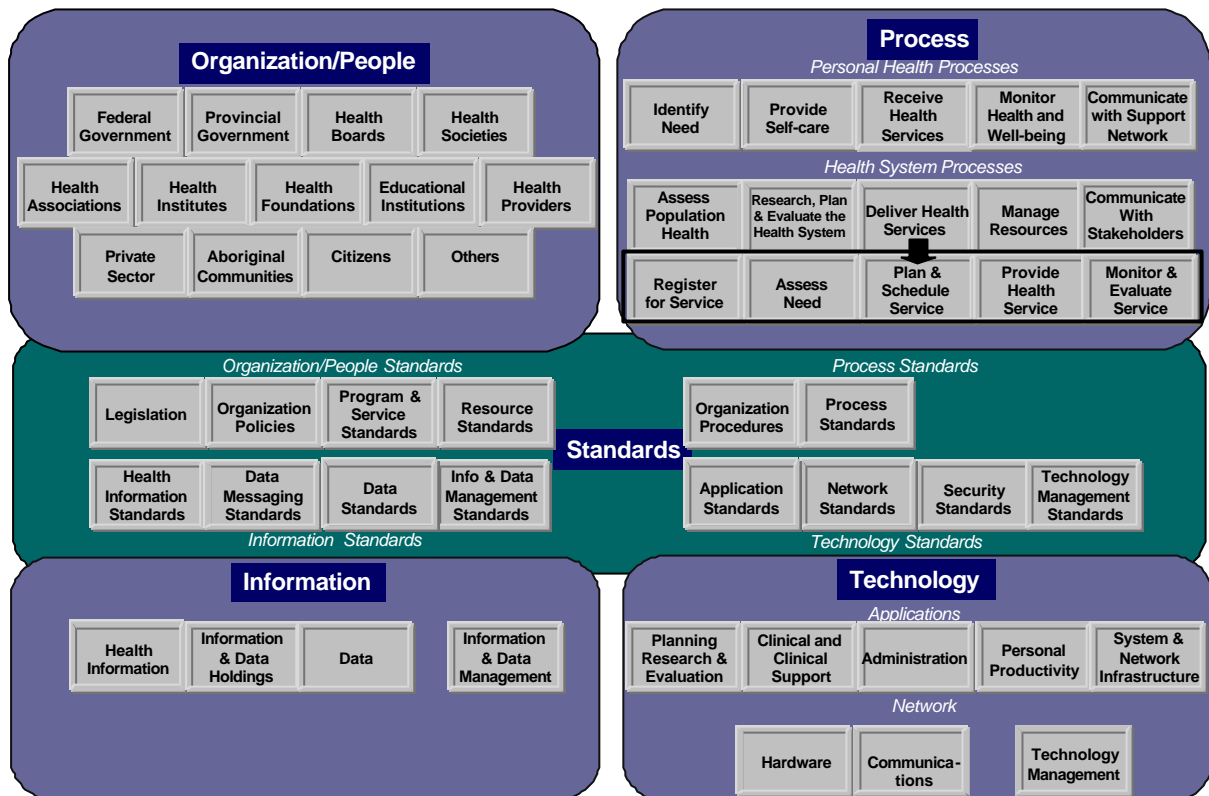 Organization/People
Federal
Government
Provincial
Government
Health
Boards
Health
Societies
Health
Associations
Health
Institutes
Health
Foundations
Educational
Institutions
Health
Providers
Private
Sector
Aboriginal
Communities
Citizens
Others
Process
Personal Health Processes
Identify
Need
Provide
Self-care
Receive
Health
Services
Monitor
Health and
Well-being
Communicate
with Support
Network
Health System Processes
Assess
Population
Health
Research, Plan
& Evaluate the
Health System
Deliver Health
Services
Manage
Resources
Communicate
With
Stakeholders
Register
for Service
Assess
Need
Plan &
Schedule
Service
Provide
Health
Service
Monitor &
Evaluate
Service
Organization/People Standards
Legislation
Organization
Policies
Program &
Service
Standards
Resource
Standards
Process Standards
Organization
Procedures
Process
Standards
Standards
Health
Information
Standards
Data
Messaging
Standards
Data
Standards
Info & Data
Management
Standards
Information Standards
Application
Standards
Network
Standards
Security
Standards
Technology
Management
Standards
Technology Standards
Information
Health
Information
Information
& Data
Holdings
Data
Information
& Data
Management
Technology
Applications
Planning
Research &
Evaluation
Clinical and
Clinical
Support
Administration
Personal
Productivity
System &
Network
Infrastructure
Network
Hardware
Communica-
tions
Technology
Management